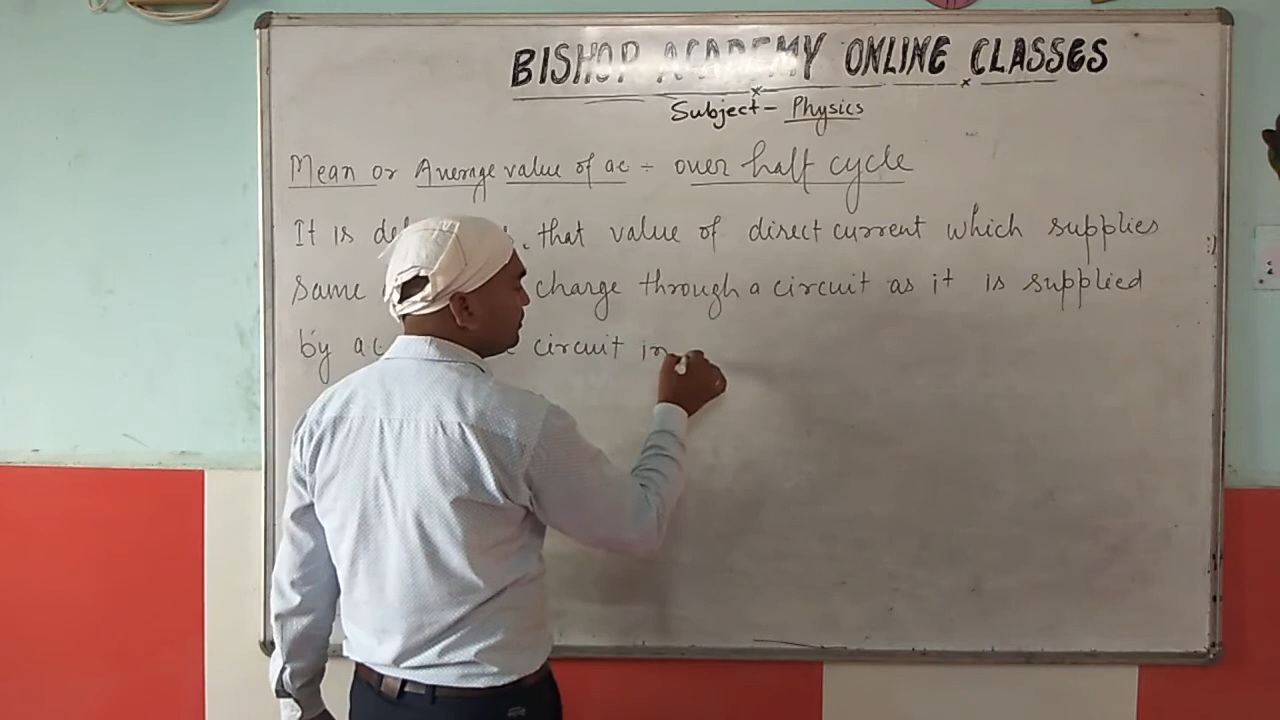 BISHOP ACADEMY ONLINE CLASSES
Subject - Physics
Mean or Average value of ac ÷ over half cycle
It is that value of direct current which supplies
same charge through a circuit as it is supplied
by ac circuit in